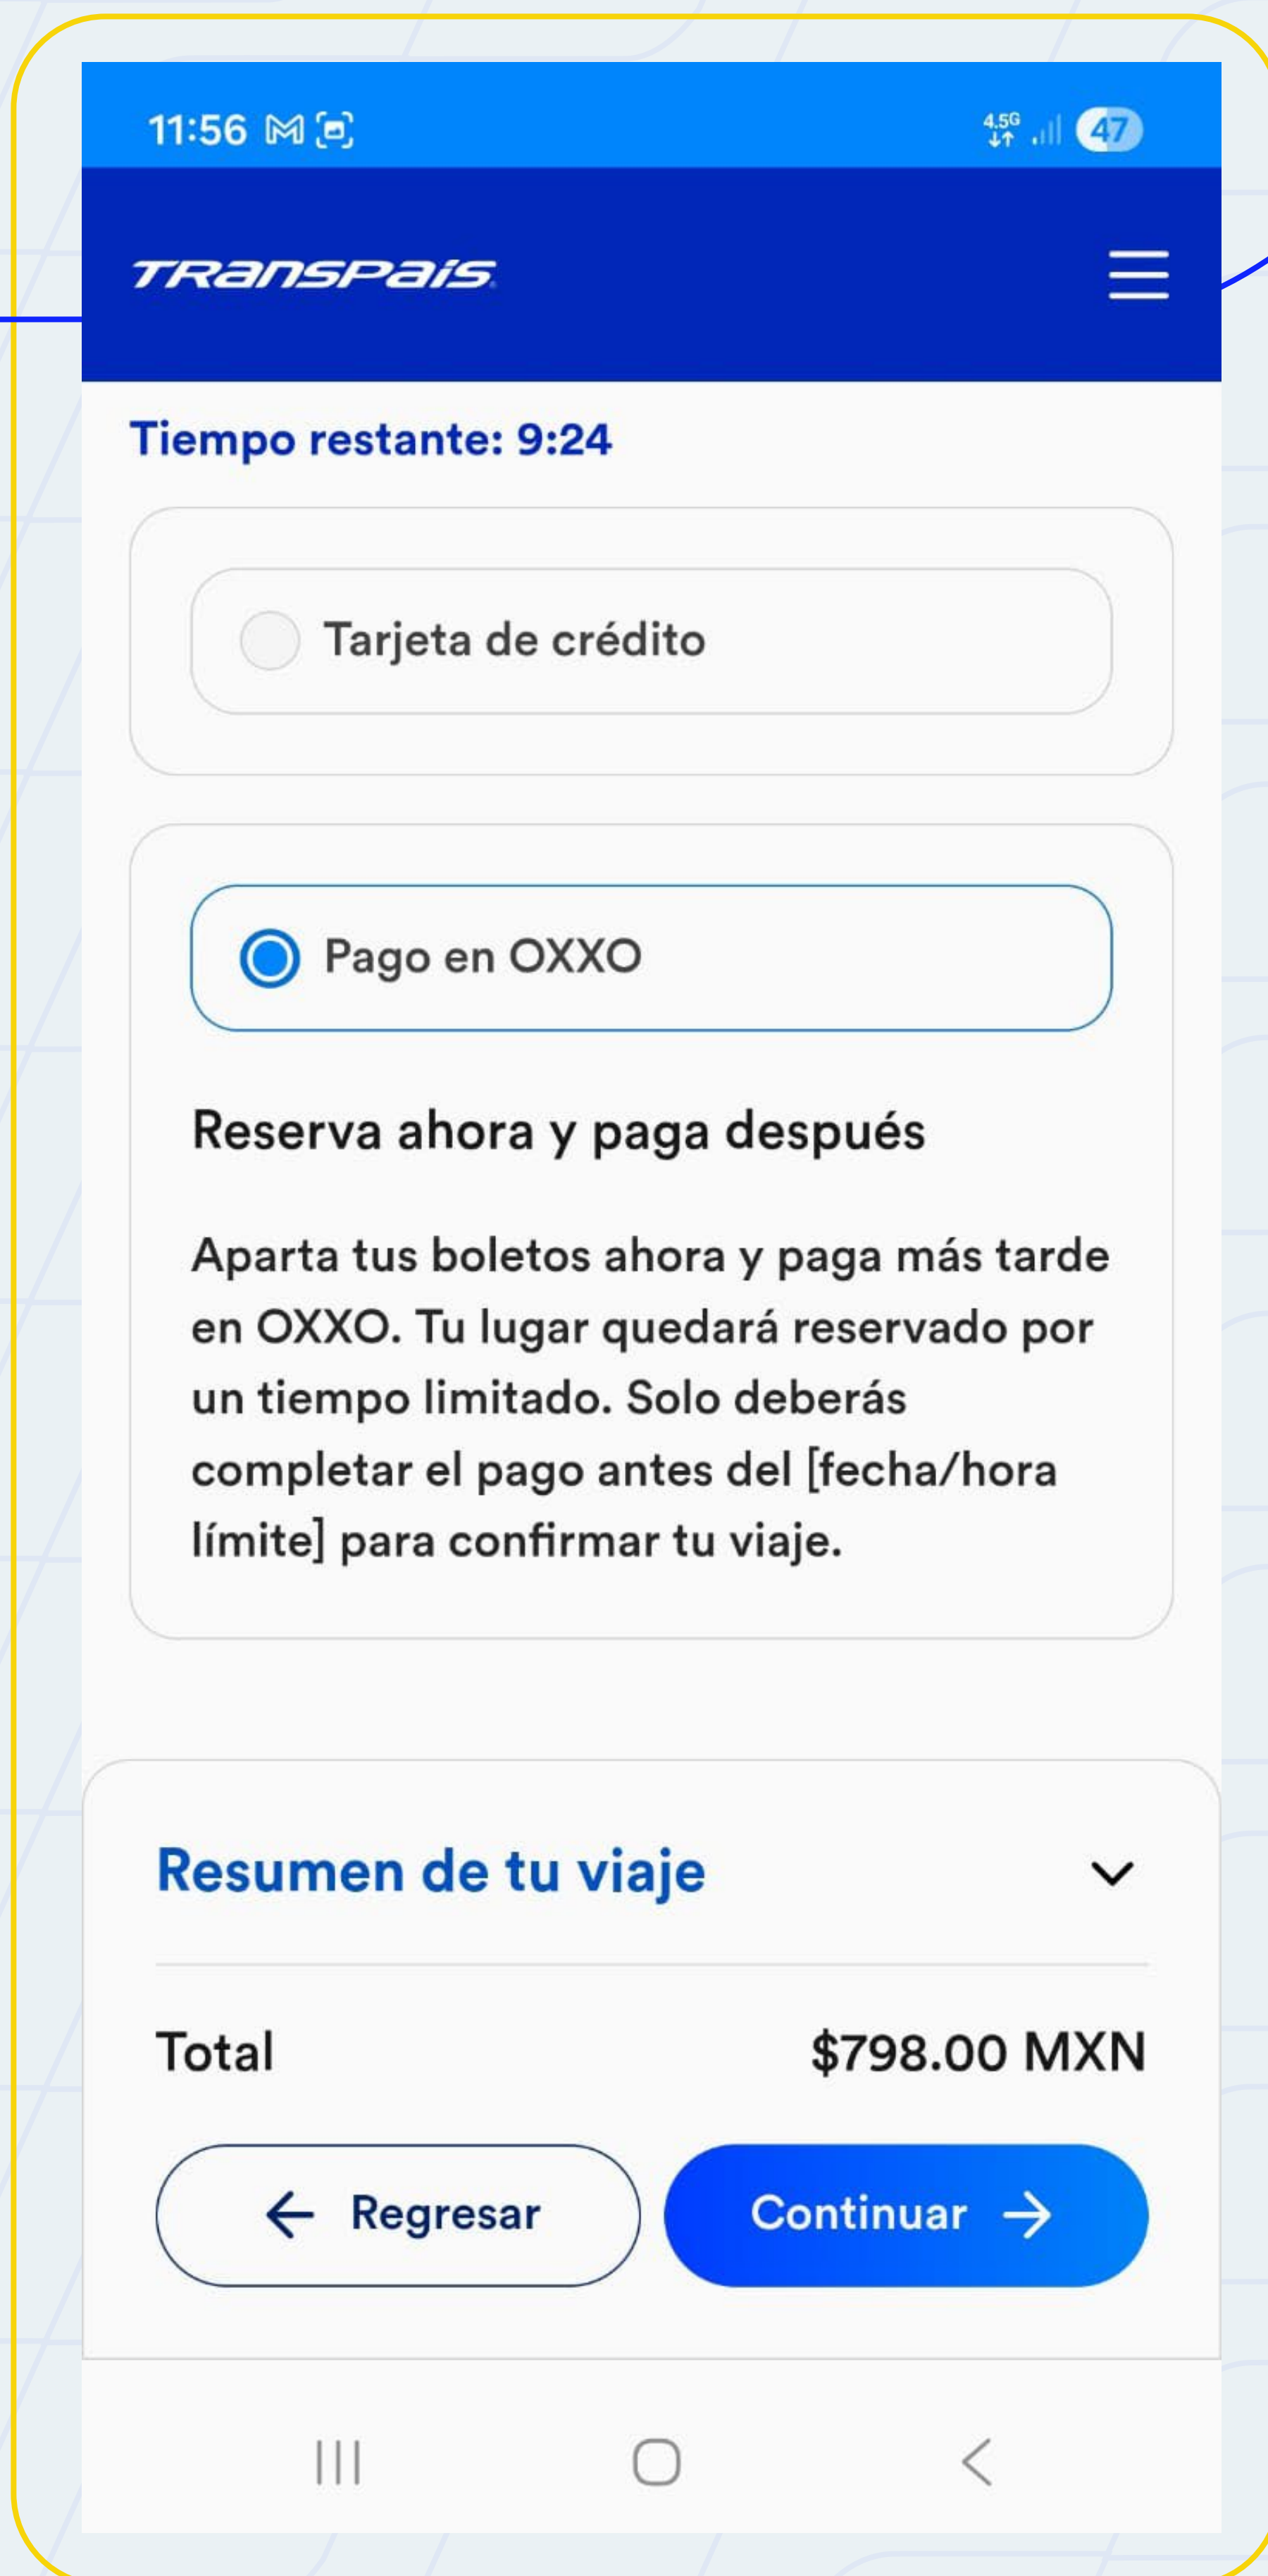 11:56
4.5G
47
TRANSPaís
Tiempo restante: 9:24
Tarjeta de crédito
Pago en OXXO
Reserva ahora y paga después
Aparta tus boletos ahora y paga más tarde
en OXXO. Tu lugar quedará reservado por
un tiempo limitado. Solo deberás
completar el pago antes del [fecha/hora
límite] para confirmar tu viaje.
Resumen de tu viaje
Total $798.00 MXN
Regresar
Continuar